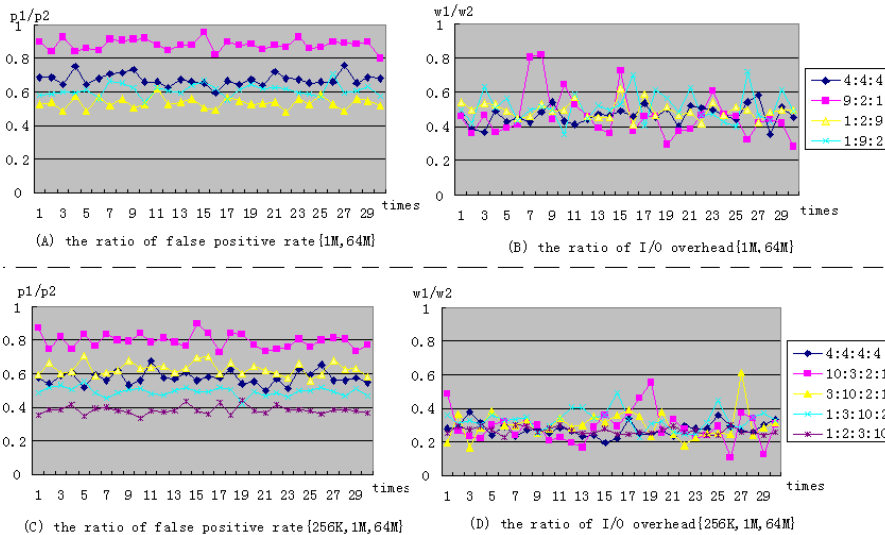 p1/p2
1
0. 8
0. 6
0. 4
0. 2
0
1 3 5 7 9 11 13 15 17 19 21 23 25 27 29
times
(A) the ratio of false positive rate{1M,64M}
w1/w2
1
0. 8
0. 6
0. 4
0. 2
0
1 3 5 7 9 11 13 15 17 19 21 23 25 27 29
times
(B) the ratio of I/O overhead{1M,64M}
4:4:4
9:2:1
1:2:9
1:9:2
p1/p2
1
0. 8
0. 6
0. 4
0. 2
0
1 3 5 7 9 11 13 15 17 19 21 23 25 27 29
times
(C) the ratio of false positive rate{256K,1M,64M}
w1/w2
1
0. 8
0. 6
0. 4
0. 2
0
1 3 5 7 9 11 13 15 17 19 21 23 25 27 29
times
(D) the ratio of I/O overhead{256K,1M,64M}
4:4:4:4
10:3:2:1
3:10:2:1
1:3:10:2
1:2:3:10